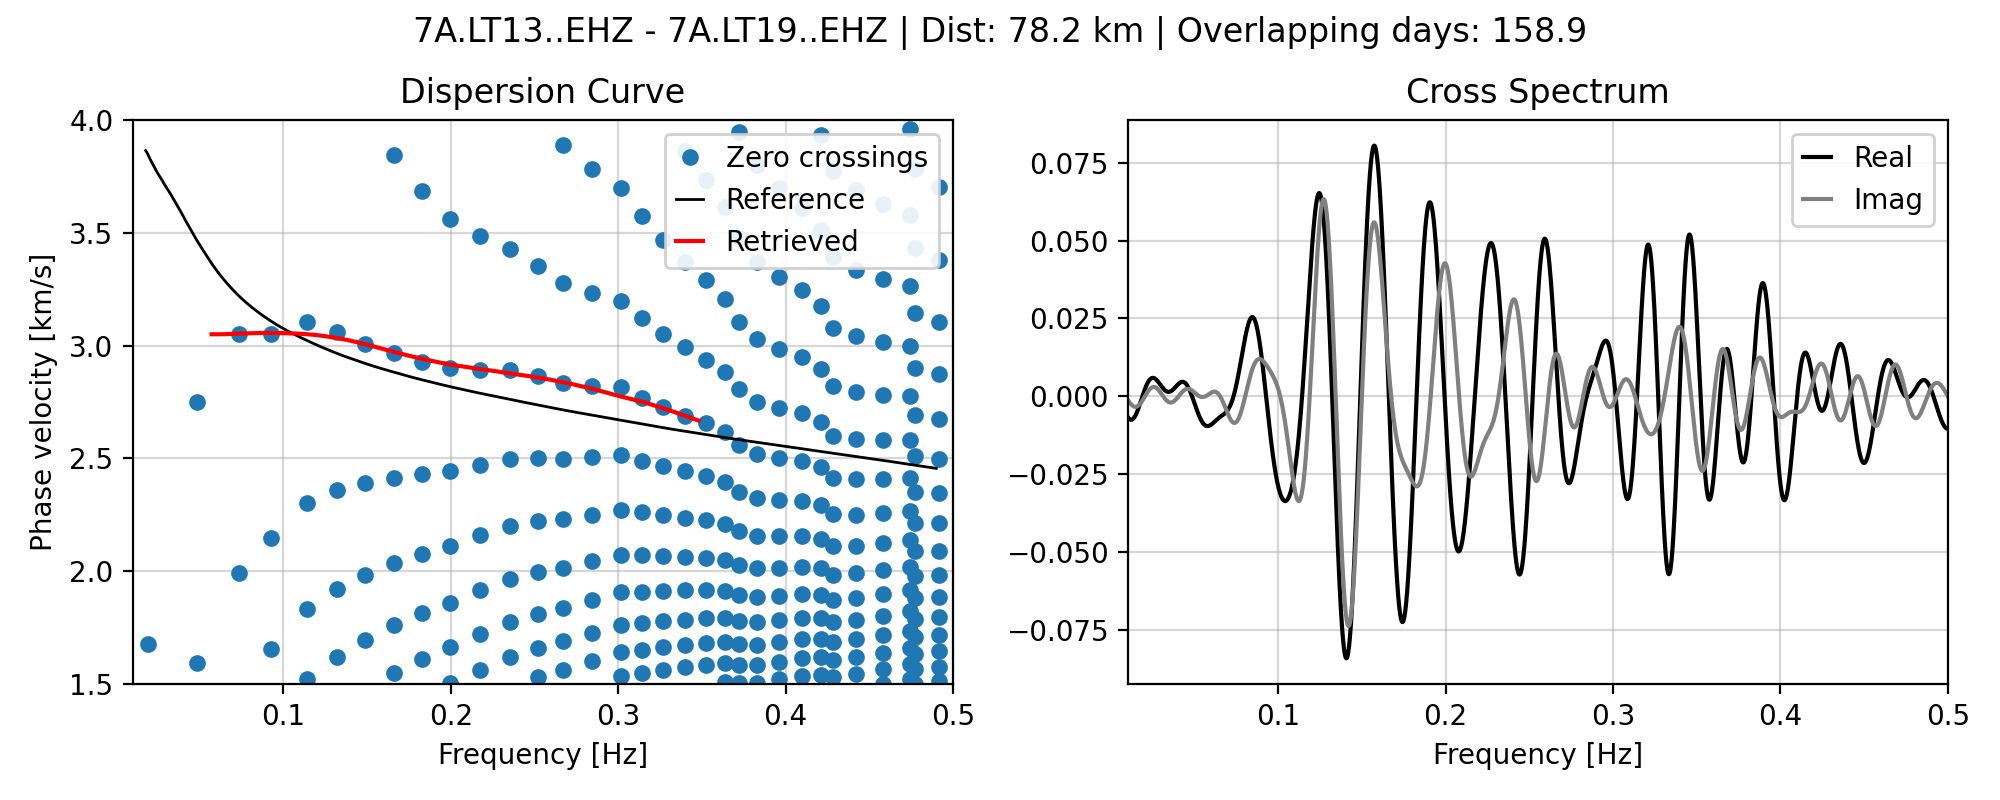 7A.LT13..EHZ - 7A.LT19..EHZ | Dist: 78.2 km | Overlapping days: 158.9
Dispersion Curve
Phase velocity [km/s]
4.0
3.5
3.0
2.5
2.0
1.5
0.1 0.2 0.3 0.4 0.5
Frequency [Hz]
Zero crossings
Reference
Retrieved
Cross Spectrum
0.075
0.050
0.025
0.000
−0.025
−0.050
−0.075
0.1 0.2 0.3 0.4 0.5
Frequency [Hz]
Real
Imag